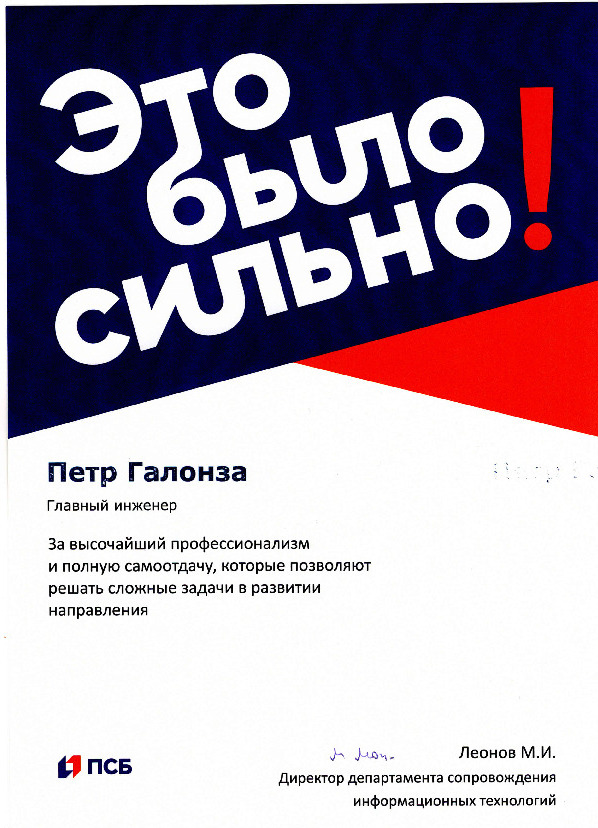 Это
было
сильно!
Петр Галонза
Главный инженер
За высочайший профессионализм
и полную самоотдачу, которые позволяют
решать сложные задачи в развитии
направления
ПСБ
Леонов М.И.
Директор департамента сопровождения
информационных технологий